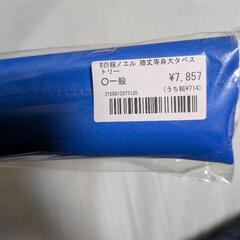 #白銀ノエル 膝丈等身大タペス
トリー
〇一般
¥7,857
(うち税¥714)
2150012077120